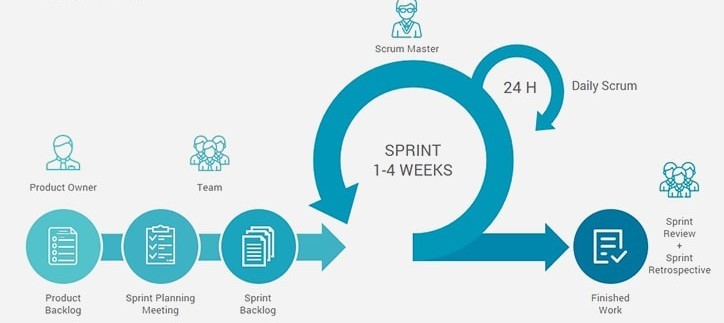 Scrum Master
24 H
Daily Scrum
SPRINT
1-4 WEEKS
Product Owner
Team
Product
Backlog
Sprint Planning
Meeting
Sprint
Backlog
Finished
Work
Sprint
Review
+
Sprint
Retrospective